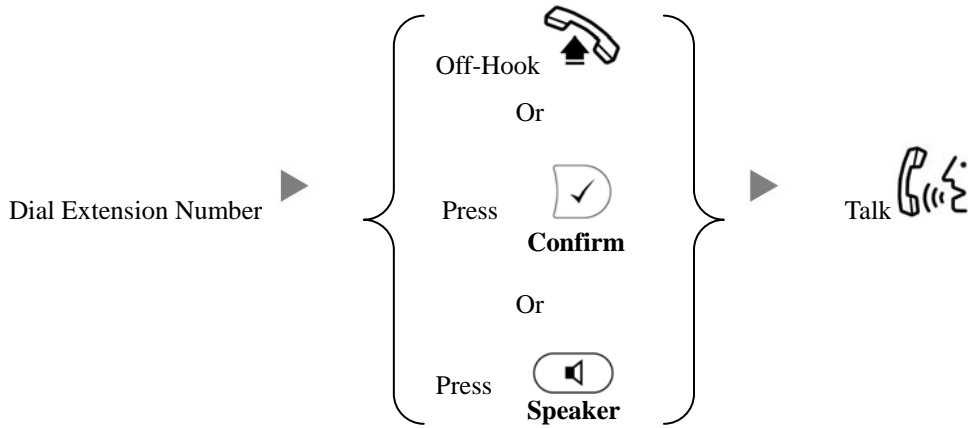 Dial Extension Number
Off-Hook
Or
Press
Confirm
Or
Press
Speaker
Talk